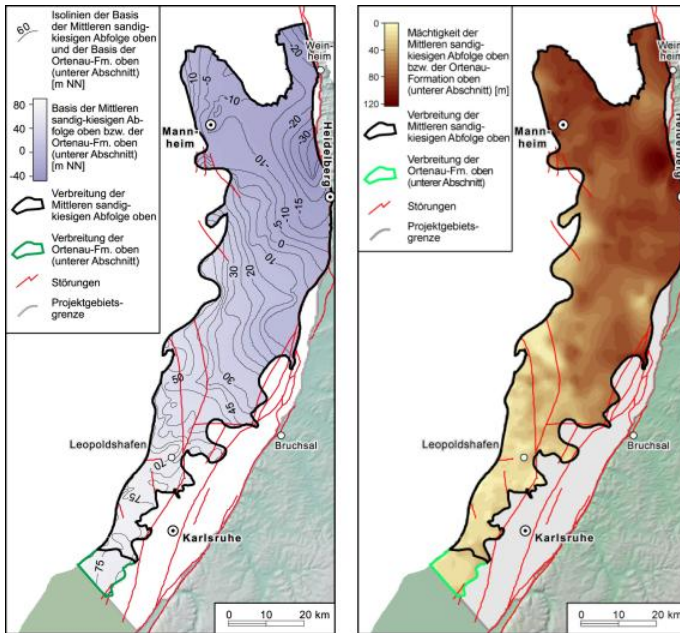 60
Isolinien der Basis
der Mittleren sandig-
kiesigen Abfolge oben
und der Basis der
Ortenau-Fm. oben
(unterer Abschnitt)
[m NN]
80
40
0
-40
Basis der Mittleren
sandig-kiesigen Ab-
folge oben bzw. der
Ortenau-Fm. oben
(unterer Abschnitt)
[m NN]
Verbreitung der
Mittleren sandig-
kiesigen Abfolge oben
Verbreitung der
Ortenau-Fm. oben
(unterer Abschnitt)
Störungen
Projektgebiets-
grenze
-20
Wein-
heim
-10
-5
-10
Mann-
heim
-20
-30
Heidelberg
-10
-15
-10
-5
0
10
20
30
50
30
45
Leopoldshafen
70
Bruchsal
75
Karlsruhe
75
0 10 20 km
0
40
80
120
Mächtigkeit der
Mittleren sandig-
kiesigen Abfolge oben
bzw. der Ortenau-
Formation oben
(unterer Abschnitt) [m]
Verbreitung der
Mittleren sandig-
kiesigen Abfolge oben
Verbreitung der
Ortenau-Fm. oben
(unterer Abschnitt)
Störungen
Projektgebiets-
grenze
Wein-
heim
Mann-
heim
Heidelberg
Leopoldshafen
Bruchsal
Karlsruhe
0 10 20 km